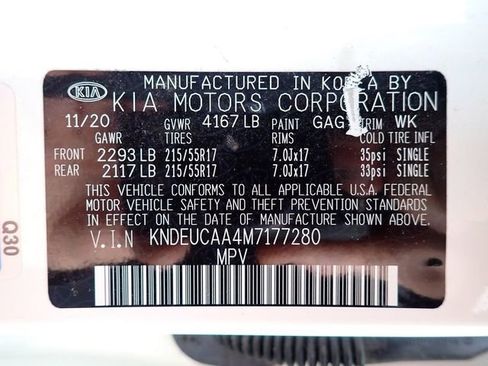 MANUFACTURED IN KOREA BY
KIA KIA MOTORS CORPORATION
11/20 GVWR 4167 LB PAINT GAG TRIM WK
GAWR TIRES RIMS COLD TIRE INFL
FRONT 2293 LB 215/55R17 7.0Jx17 35psi SINGLE
REAR 2117 LB 215/55R17 7.0Jx17 33psi SINGLE
THIS VEHICLE CONFORMS TO ALL APPLICABLE U.S.A. FEDERAL
MOTOR VEHICLE SAFETY, BUMPER, AND THEFT PREVENTION
STANDARDS IN EFFECT ON THE DATE OF MANUFACTURE SHOWN ABOVE.
V.I.N KNDEUCAA4M7177280
MPV
Q30